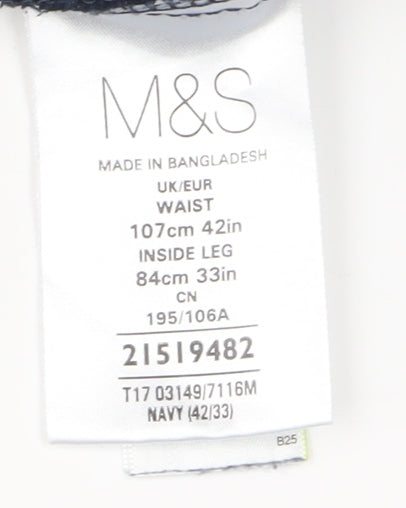 M&S
MADE IN BANGLADESH
UK/EUR
WAIST
107cm 42in
INSIDE LEG
84cm 33in
CN
195/106A
21519482
T17 03149/7116M
NAVY (42/33)
B25